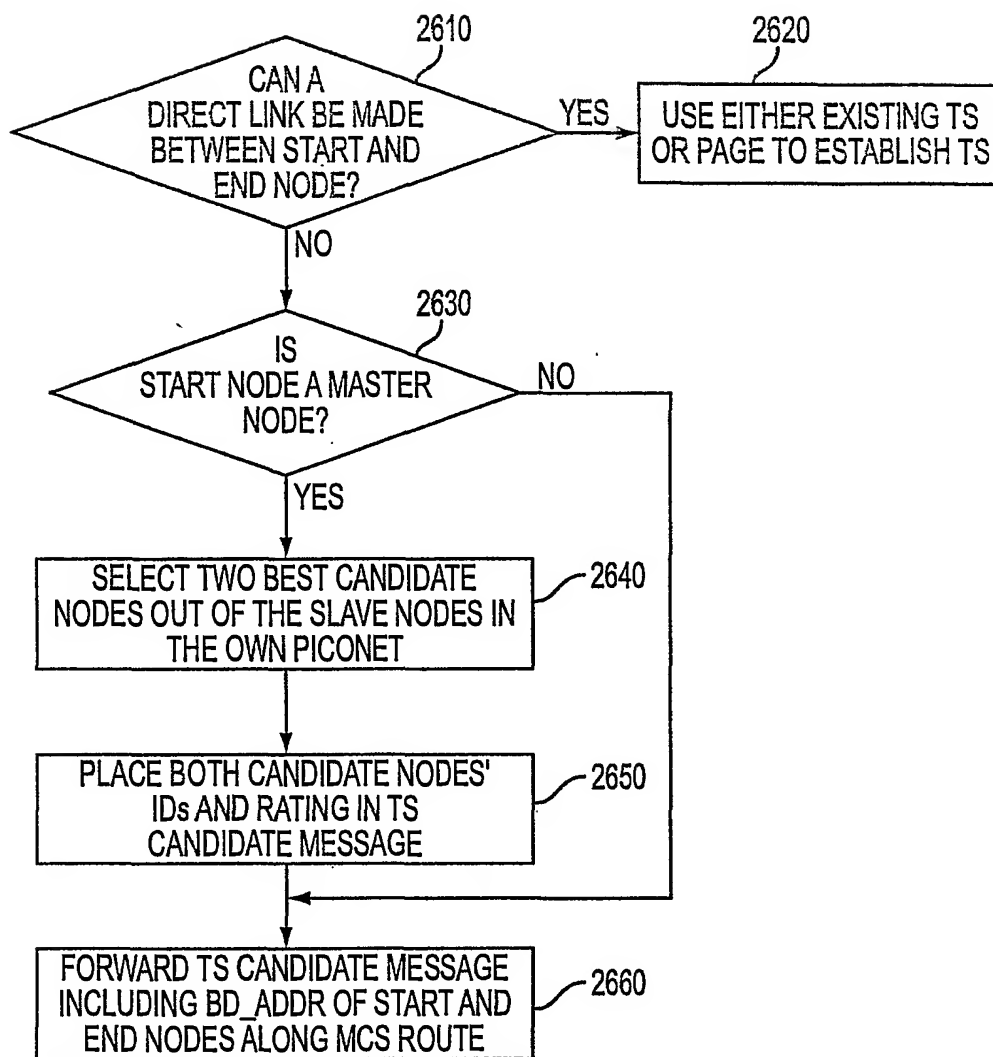 2610
CAN A
DIRECT LINK BE MADE
BETWEEN START AND
END NODE?
YES
2620
USE EITHER EXISTING TS
OR PAGE TO ESTABLISH TS
NO
2630
IS
START NODE A MASTER
NODE?
NO
YES
SELECT TWO BEST CANDIDATE
NODES OUT OF THE SLAVE NODES IN
THE OWN PICONET
2640
PLACE BOTH CANDIDATE NODES'
IDs AND RATING IN TS
CANDIDATE MESSAGE
2650
FORWARD TS CANDIDATE MESSAGE
INCLUDING BD_ADDR OF START AND
END NODES ALONG MCS ROUTE
2660